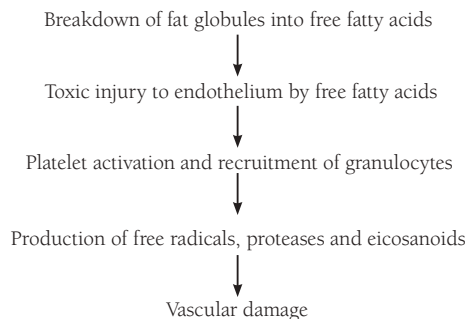 Breakdown of fat globules into free fatty acids
Toxic injury to endothelium by free fatty acids
Platelet activation and recruitment of granulocytes
Production of free radicals, proteases and eicosanoids
Vascular damage